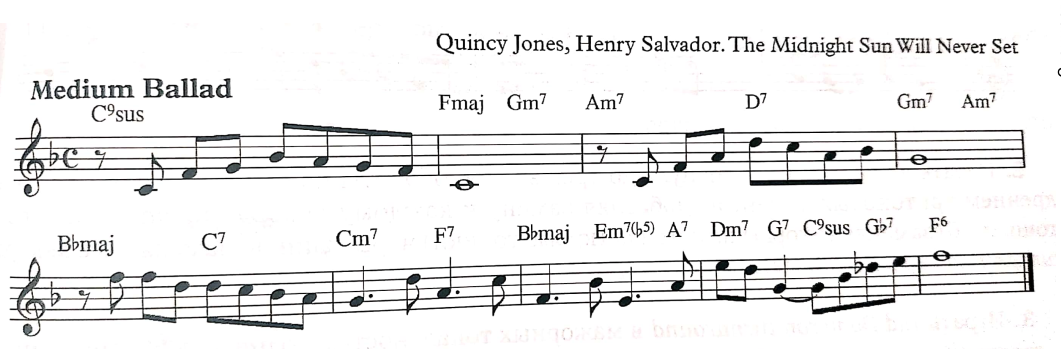 Quincy Jones, Henry Salvador. The Midnight Sun Will Never Set
Medium Ballad
C⁹sus Fmaj Gm⁷ Am⁷ D⁷ Gm⁷ Am⁷
B♭maj C⁷ Cm⁷ F⁷ B♭maj Em⁷(♭5) A⁷ Dm⁷ G⁷ C⁹sus G♭⁷ F⁶